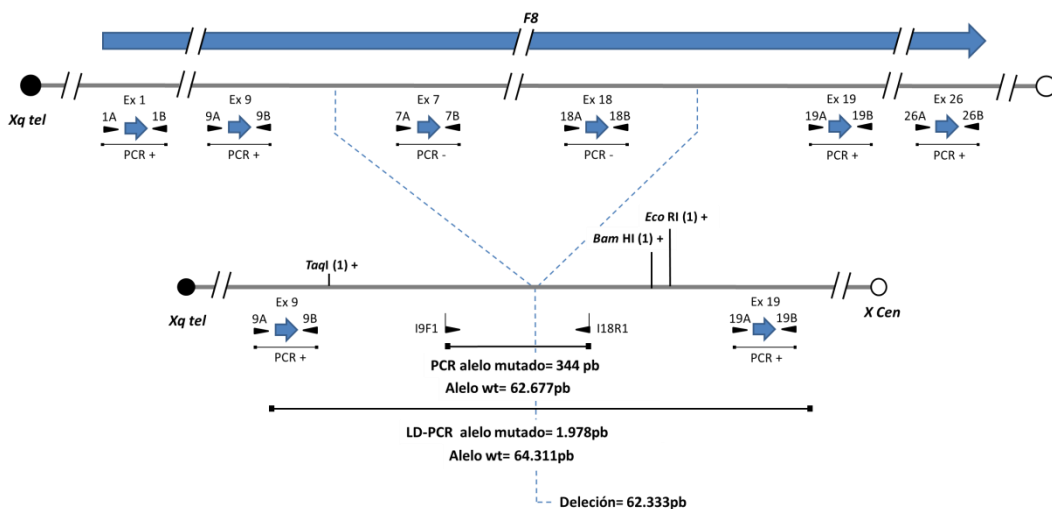 F8
Xq tel
Ex 1
Ex 9
Ex 7
Ex 18
Ex 19
Ex 26
1A 1B
9A 9B
7A 7B
18A 18B
19A 19B
26A 26B
PCR +
PCR +
PCR -
PCR -
PCR +
PCR +
Eco RI (1) +
Bam HI (1) +
TaqI (1) +
Xq tel
X Cen
Ex 9
Ex 19
9A 9B
I9F1
I18R1
19A 19B
PCR +
PCR +
PCR alelo mutado= 344 pb
Alelo wt= 62.677pb
LD-PCR alelo mutado= 1.978pb
Alelo wt= 64.311pb
Deleción= 62.333pb